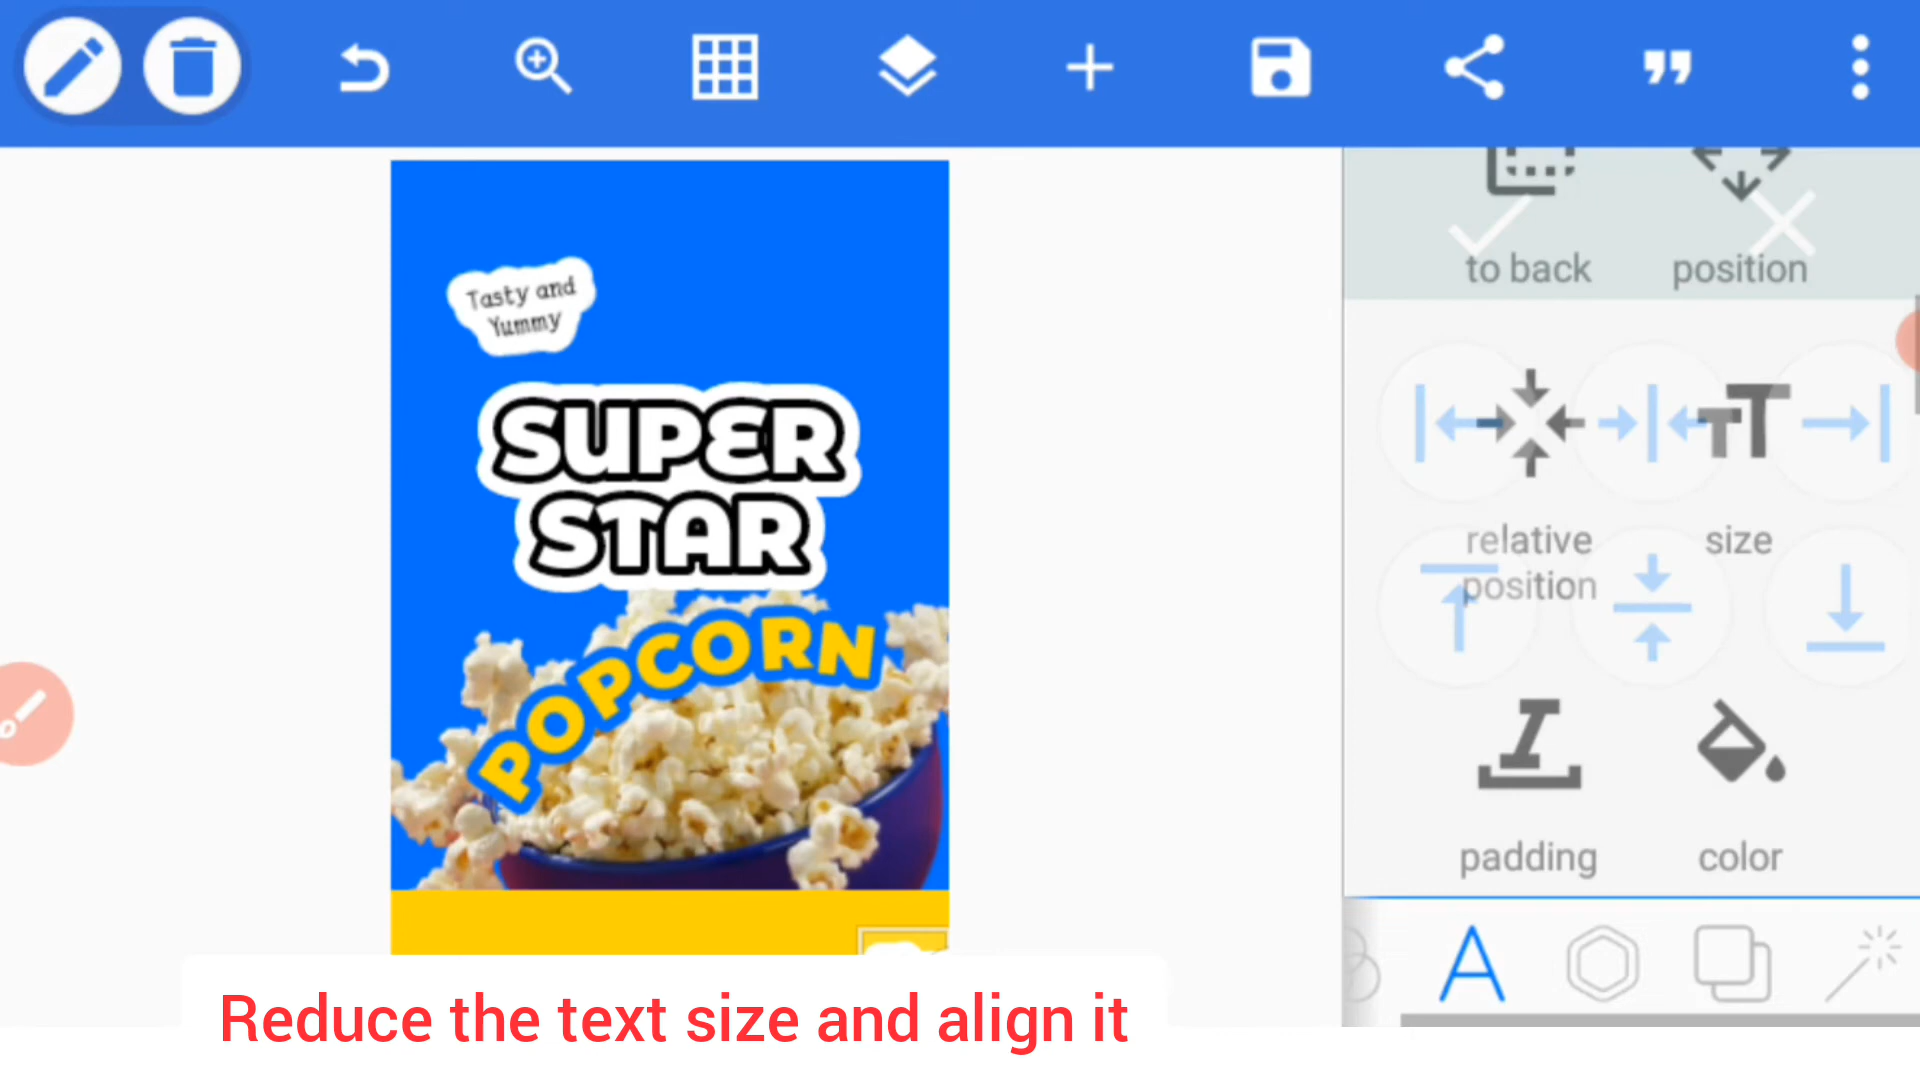 to back
position
Tasty and
Yummy
SUPER
STAR
relative
position
size
POPCORN
padding
color
Reduce the text size and align it